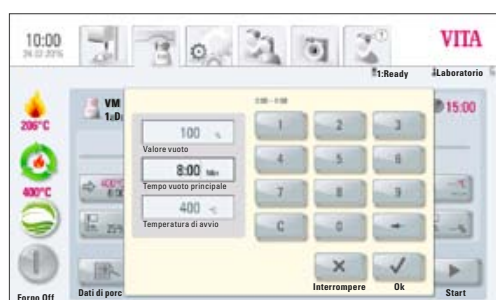 10:00
VITA
1:Ready
Laboratorio
206°C
VM
15:00
100 %
Valore vuoto
8:00 Min
Tempo vuoto principale
400 °C
Temperatura di avvio
1 2 3
4 5 6
7 8 9
C 0
Interrompere
Ok
400°C
Forno Off
Dati di porc
Start